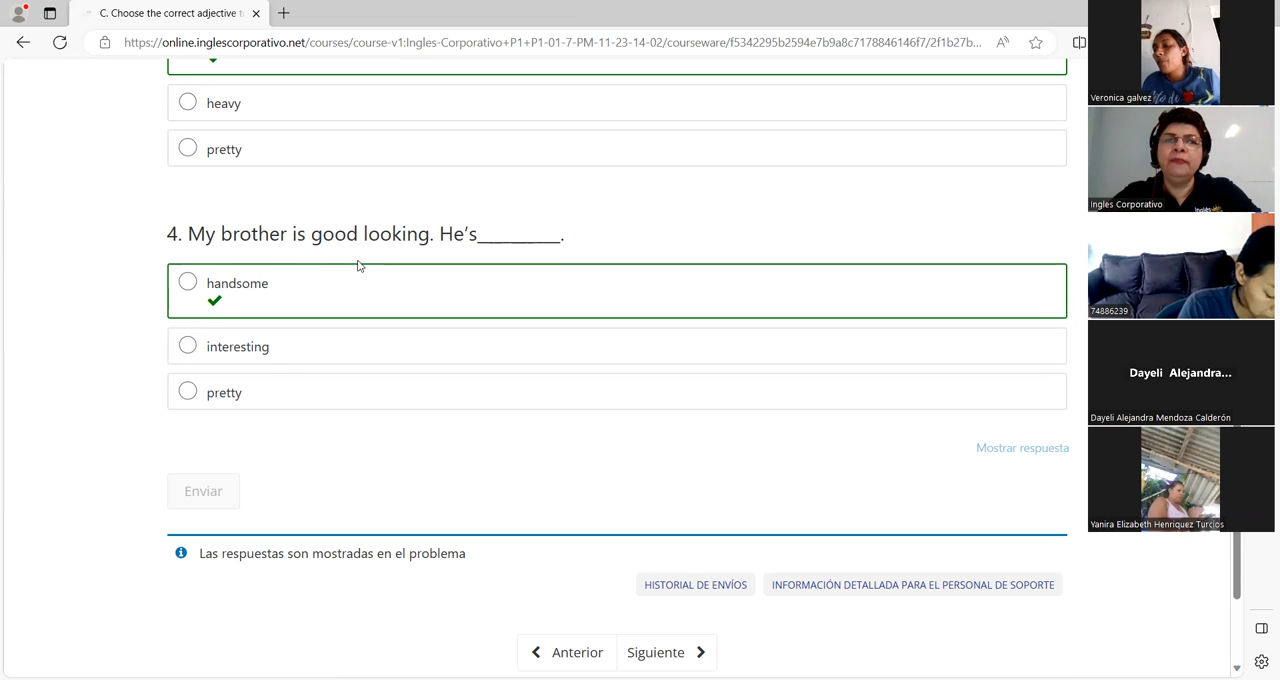 C. Choose the correct adjective t
https://online.inglescorporativo.net/courses/course-v1:Ingles-Corporativo+P1+P1-01-7-PM-11-23-14-02/courseware/f5342295b2594e7b9a8c7178846146f7/2f1b27b...
heavy
pretty
4. My brother is good looking. He's__________.
handsome
interesting
pretty
Mostrar respuesta
Enviar
Las respuestas son mostradas en el problema
HISTORIAL DE ENVÍOS
INFORMACIÓN DETALLADA PARA EL PERSONAL DE SOPORTE
Anterior
Siguiente
Veronica galvez
Ingles Corporativo
74886239
Dayeli Alejandra...
Dayeli Alejandra Mendoza Calderón
Yanira Elizabeth Henriquez Turcios